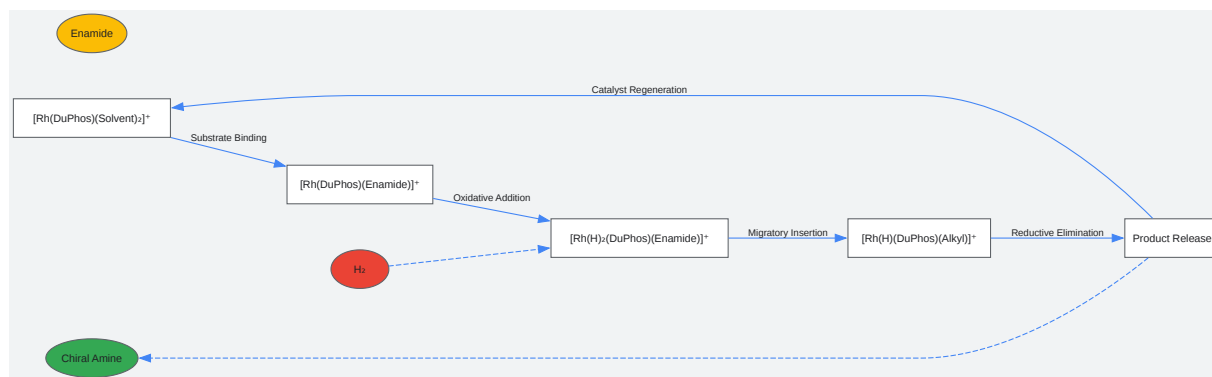 Enamide
Catalyst Regeneration
[Rh(DuPhos)(Solvent)₂]⁺
Substrate Binding
[Rh(DuPhos)(Enamide)]⁺
Oxidative Addition
[Rh(H)₂(DuPhos)(Enamide)]⁺
Migratory Insertion
[Rh(H)(DuPhos)(Alkyl)]⁺
Reductive Elimination
Product Release
H₂
Chiral Amine